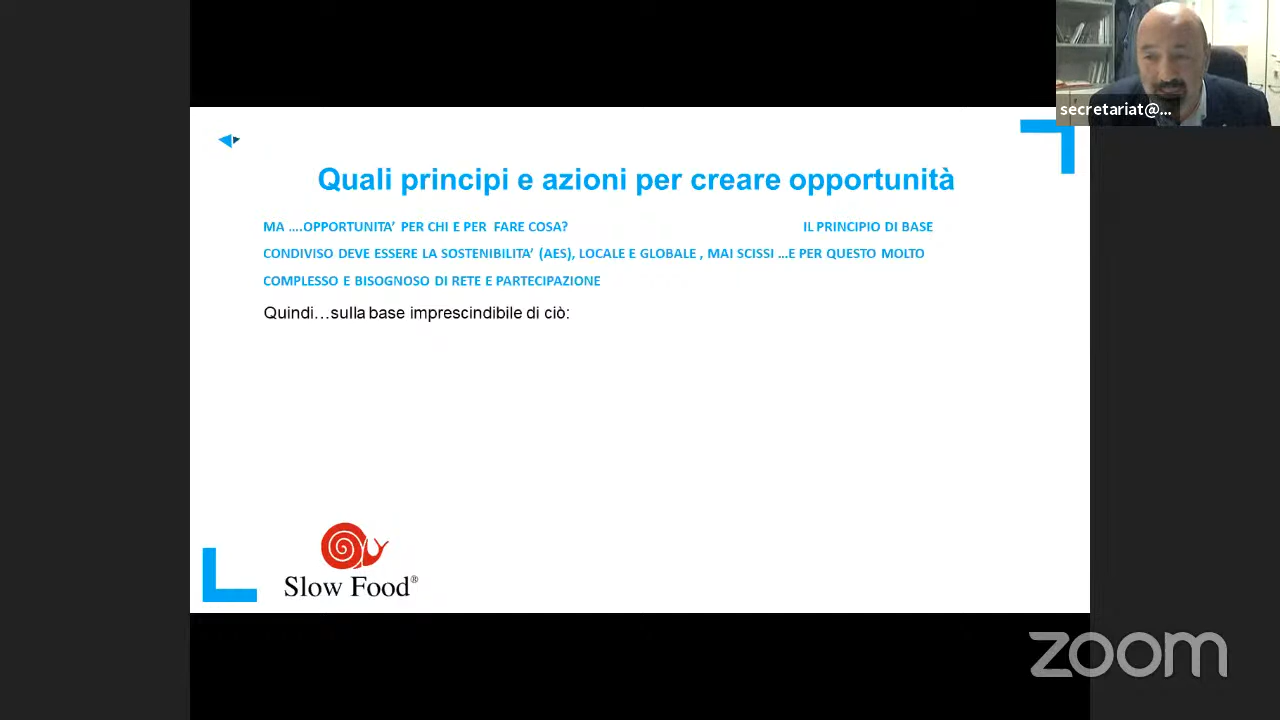 secretariat@...
Quali principi e azioni per creare opportunità
MA ....OPPORTUNITA' PER CHI E PER FARE COSA? IL PRINCIPIO DI BASE
CONDIVISO DEVE ESSERE LA SOSTENIBILITA' (AES), LOCALE E GLOBALE , MAI SCISSI ...E PER QUESTO MOLTO
COMPLESSO E BISOGNOSO DI RETE E PARTECIPAZIONE
Quindi...sulla base imprescindibile di ciò:
Slow Food®
zoom